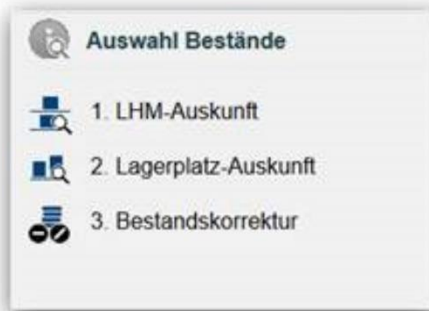 Auswahl Bestände
1. LHM-Auskunft
2. Lagerplatz-Auskunft
3. Bestandskorrektur